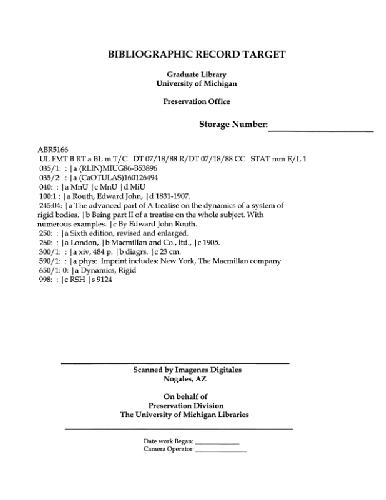 BIBLIOGRAPHIC RECORD TARGET
Graduate Library
University of Michigan
Preservation Office
Storage Number:
ABR5166
UL FMT B RT a BL m T/C DT 07/18/88 R/DT 07/18/88 CC STAT mm E/L 1
035/1: : |a (RLIN)MIUG86-B53896
035/2: : |a (CaOTULAS)160126494
040: : |a MnU |c MnU |d MiU
100:1 : |a Routh, Edward John, |d 1831-1907.
245:04: |a The advanced part of A treatise on the dynamics of a system of
rigid bodies. |b Being part II of a treatise on the whole subject. With
numerous examples. |c By Edward John Routh.
250: : |a Sixth edition, revised and enlarged.
260: : |a London, |b Macmillan and Co., ltd., |c 1905.
300/1: : |a xiv, 484 p. |b diagrs. |c 23 cm.
590/1: : |a phys: Imprint includes: New York, The Macmillan company
650/1: 0: |a Dynamics, Rigid
998: : |c RSH |s 9124
Scanned by Imagenes Digitales
Nogales, AZ
On behalf of
Preservation Division
The University of Michigan Libraries
Date work Began:
Camera Operator: